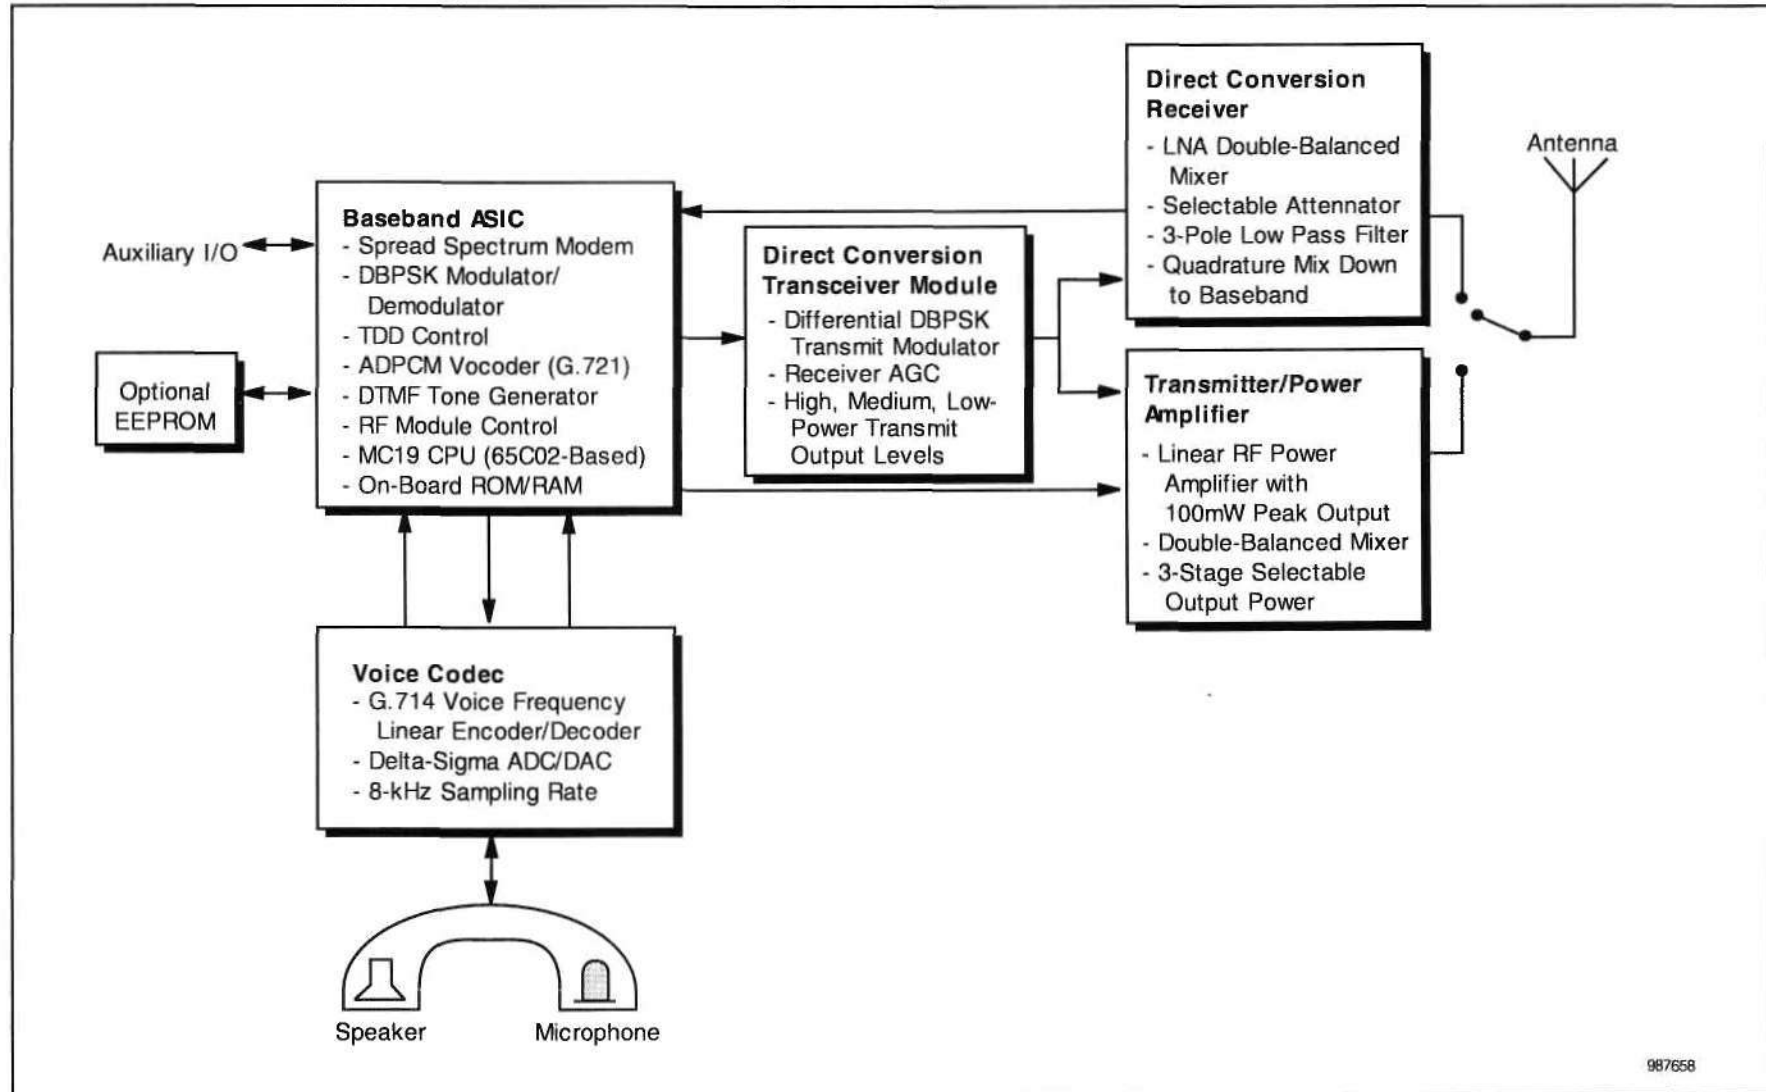 Direct Conversion
Receiver
- LNA Double-Balanced
Mixer
- Selectable Attennator
- 3-Pole Low Pass Filter
- Quadrature Mix Down
to Baseband
Antenna
Baseband ASIC
- Spread Spectrum Modem
- DBPSK Modulator/
Demodulator
- TDD Control
- ADPCM Vocoder (G.721)
- DTMF Tone Generator
- RF Module Control
- MC19 CPU (65C02-Based)
- On-Board ROM/RAM
Auxiliary I/O
Optional
EEPROM
Direct Conversion
Transceiver Module
- Differential DBPSK
Transmit Modulator
- Receiver AGC
- High, Medium, Low-
Power Transmit
Output Levels
Transmitter/Power
Amplifier
- Linear RF Power
Amplifier with
100mW Peak Output
- Double-Balanced Mixer
- 3-Stage Selectable
Output Power
Voice Codec
- G.714 Voice Frequency
Linear Encoder/Decoder
- Delta-Sigma ADC/DAC
- 8-kHz Sampling Rate
Speaker
Microphone
987658